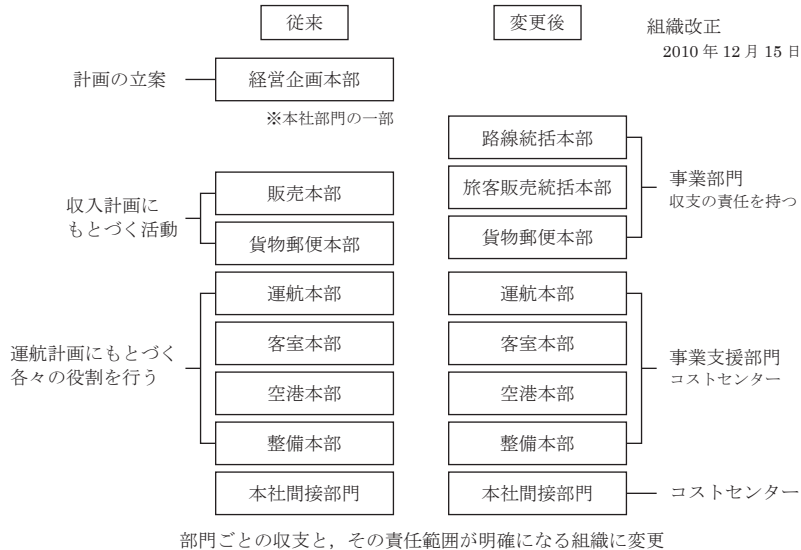 従来
変更後
組織改正
2010年12月15日
計画の立案
経営企画本部
※本社部門の一部
路線統括本部
収入計画に
もとづく活動
販売本部
旅客販売統括本部
事業部門
収支の責任を持つ
貨物郵便本部
貨物郵便本部
運航本部
運航本部
運航計画にもとづく
各々の役割を行う
客室本部
客室本部
事業支援部門
コストセンター
空港本部
空港本部
整備本部
整備本部
本社間接部門
本社間接部門
コストセンター
部門ごとの収支と，その責任範囲が明確になる組織に変更